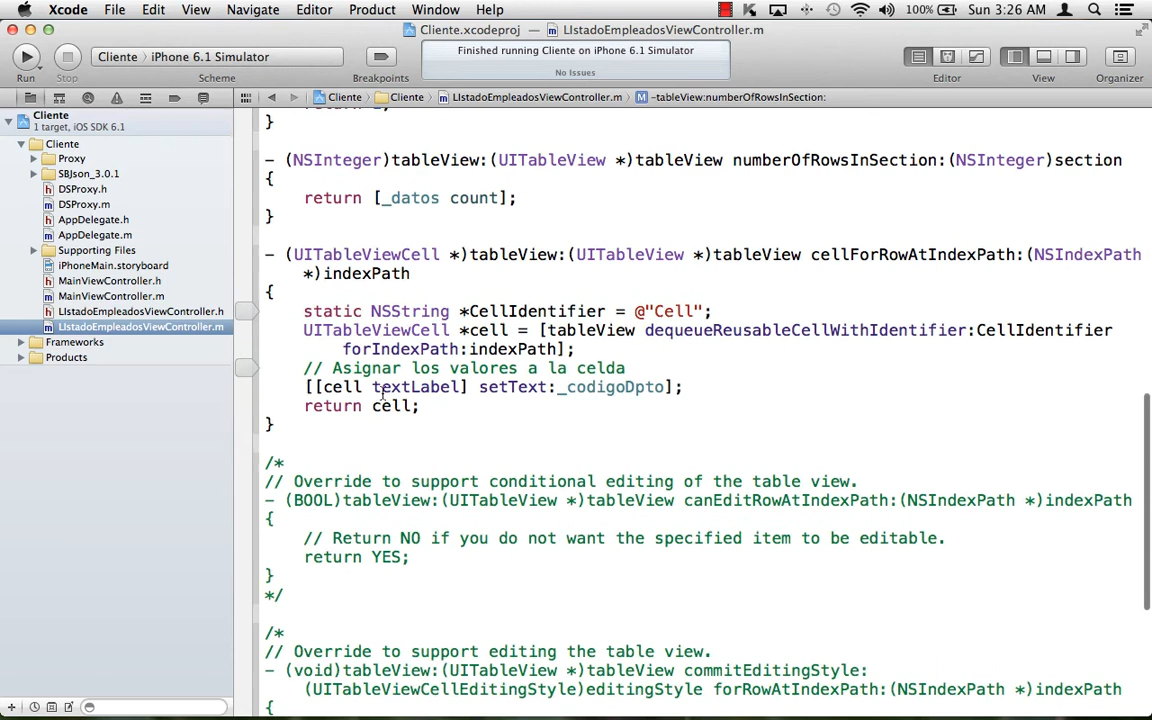 Xcode File Edit View Navigate Editor Product Window Help 100% Sun 3:26 AM
Cliente.xcodeproj — LIstadoEmpleadosViewController.m
Cliente iPhone 6.1 Simulator
Finished running Cliente on iPhone 6.1 Simulator
No Issues
Run Stop Scheme Breakpoints Editor View Organizer
Cliente Cliente LIstadoEmpleadosViewController.m -tableView:numberOfRowsInSection:
Cliente
1 target, iOS SDK 6.1
Cliente
Proxy
SBJson_3.0.1
DSProxy.h
DSProxy.m
AppDelegate.h
AppDelegate.m
Supporting Files
iPhoneMain.storyboard
MainViewController.h
MainViewController.m
LIstadoEmpleadosViewController.h
LIstadoEmpleadosViewController.m
Frameworks
Products
}
- (NSInteger)tableView:(UITableView *)tableView numberOfRowsInSection:(NSInteger)section
{
return [_datos count];
}
- (UITableViewCell *)tableView:(UITableView *)tableView cellForRowAtIndexPath:(NSIndexPath
*)indexPath
{
static NSString *CellIdentifier = @"Cell";
UITableViewCell *cell = [tableView dequeueReusableCellWithIdentifier:CellIdentifier
forIndexPath:indexPath];
// Asignar los valores a la celda
[[cell textLabel] setText:_codigoDpto];
return cell;
}
/*
// Override to support conditional editing of the table view.
- (BOOL)tableView:(UITableView *)tableView canEditRowAtIndexPath:(NSIndexPath *)indexPath
{
// Return NO if you do not want the specified item to be editable.
return YES;
}
*/
/*
// Override to support editing the table view.
- (void)tableView:(UITableView *)tableView commitEditingStyle:
(UITableViewCellEditingStyle)editingStyle forRowAtIndexPath:(NSIndexPath *)indexPath
{